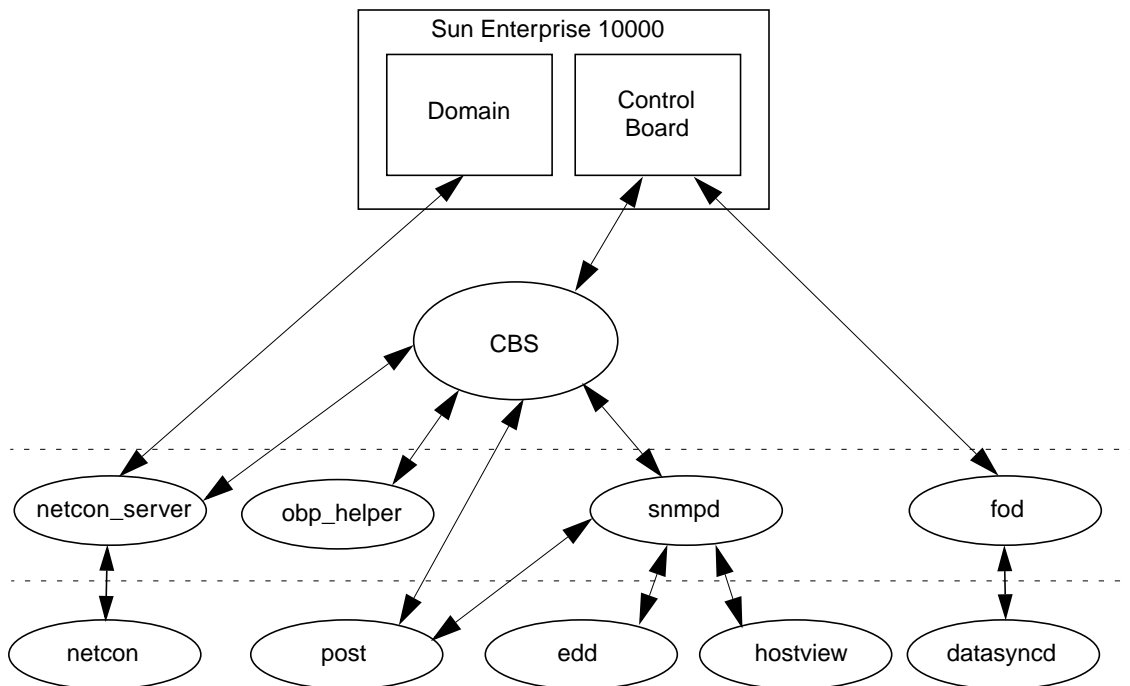 Sun Enterprise 10000
Domain
Control
Board
CBS
netcon_server
obp_helper
snmpd
fod
netcon
post
edd
hostview
datasyncd